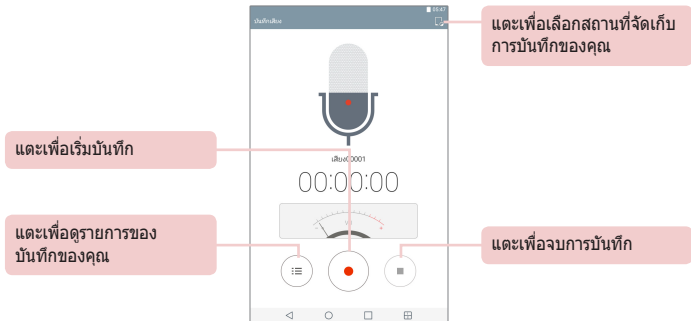 05:47
บันทึกเสียง
แตะเพื่อเลือกสถานที่จัดเก็บ
การบันทึกของคุณ
แตะเพื่อเริ่มบันทึก
เสียง00001
00:00:00
แตะเพื่อดูรายการของ
บันทึกของคุณ
แตะเพื่อจบการบันทึก